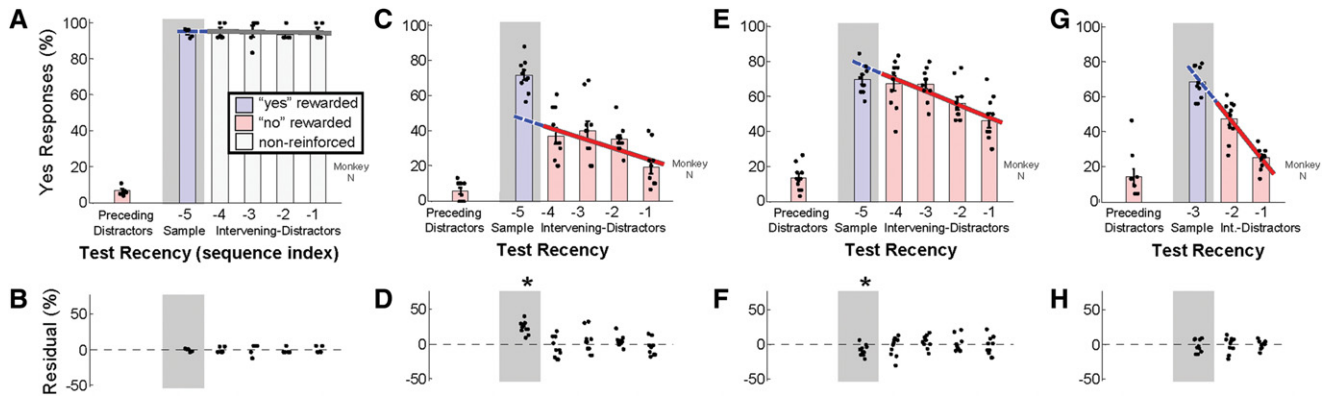 A
Yes Responses (%)
100
80
60
40
20
0
"yes" rewarded
"no" rewarded
non-reinforced
Monkey
N
Preceding
Distractors
-5
Sample
-4
-3
-2
-1
Intervening-Distractors
Test Recency (sequence index)
C
100
80
60
40
20
0
Monkey
N
Preceding
Distractors
-5
Sample
-4
-3
-2
-1
Intervening-Distractors
Test Recency
E
100
80
60
40
20
0
Monkey
N
Preceding
Distractors
-5
Sample
-4
-3
-2
-1
Intervening-Distractors
Test Recency
G
100
80
60
40
20
0
Monkey
N
Preceding
Distractors
-3
Sample
-2
-1
Int.-Distractors
Test Recency
B
Residual (%)
50
0
-50
D
*
50
0
-50
F
*
50
0
-50
H
50
0
-50